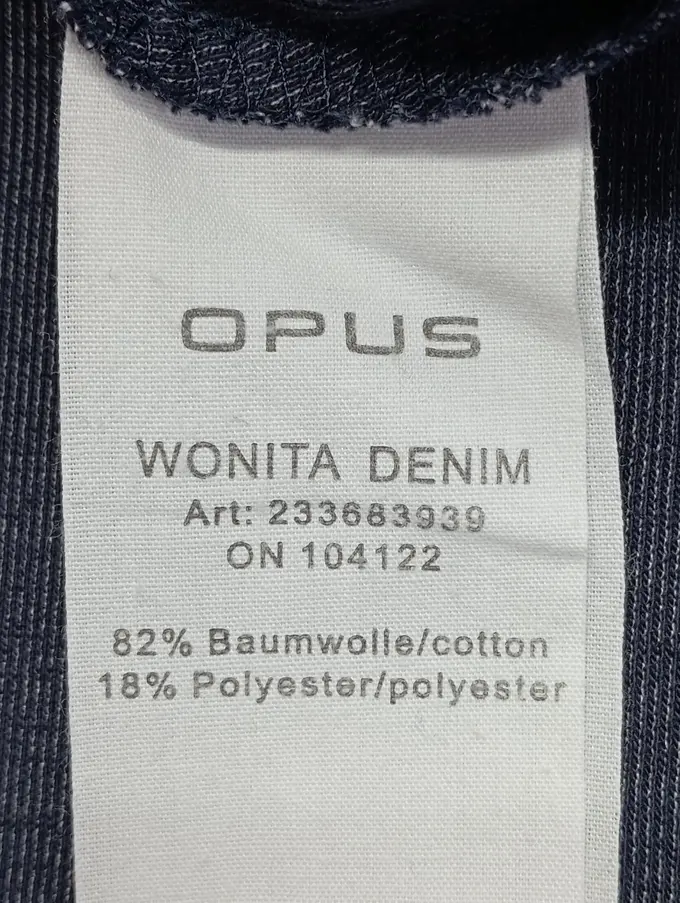 OPUS
WONITA DENIM
Art: 233683939
ON 104122
82% Baumwolle/cotton
18% Polyester/polyester